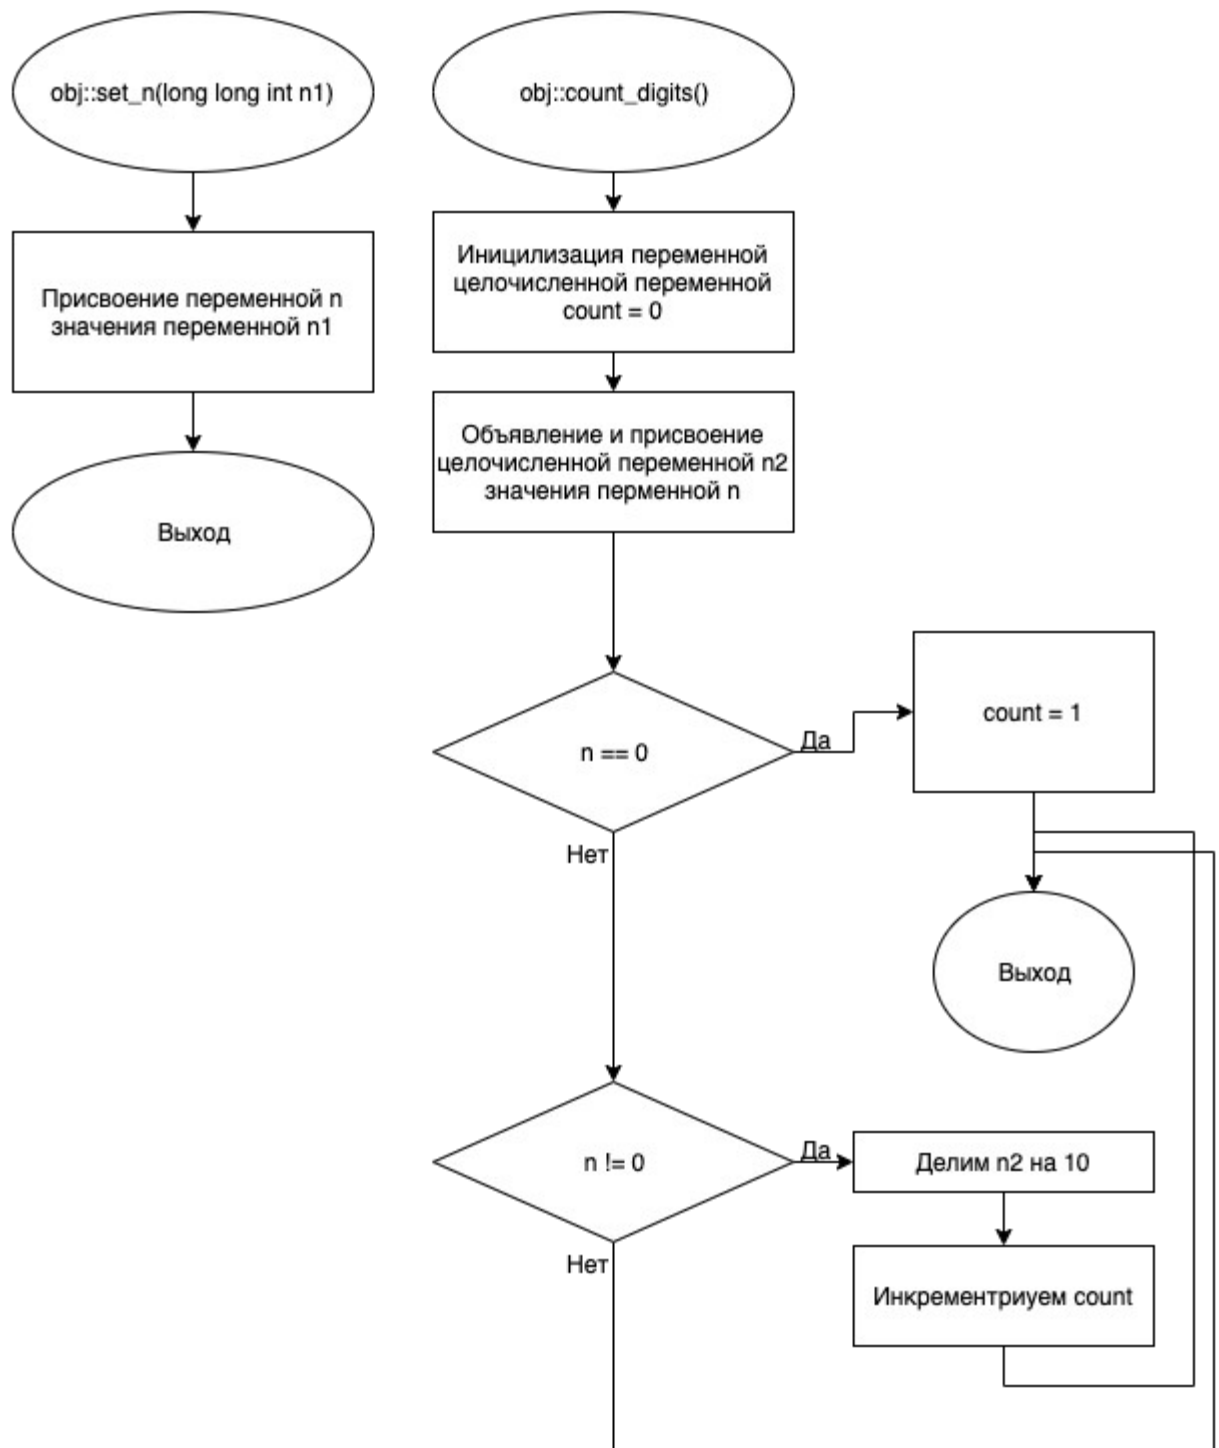 obj::set_n(long long int n1)
Присвоение переменной n
значения переменной n1
Выход
obj::count_digits()
Иницилизация переменной
целочисленной переменной
count = 0
Объявление и присвоение
целочисленной переменной n2
значения перменной n
n == 0
Да
count = 1
Нет
Выход
n != 0
Да
Делим n2 на 10
Нет
Инкрементриуем count